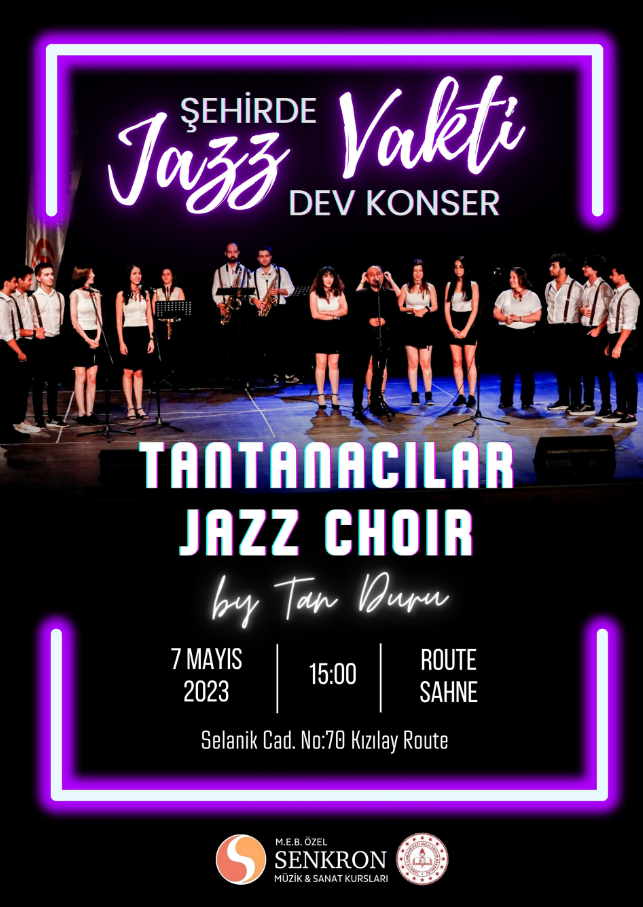 ŞEHİRDE
Jazz Vakti
DEV KONSER
TANTANACILAR
JAZZ CHOIR
by Tan Duru
7 MAYIS
2023
15:00
ROUTE
SAHNE
Selanik Cad. No:70 Kızılay Route
M.E.B. ÖZEL
SENKRON
MÜZİK & SANAT KURSLARI